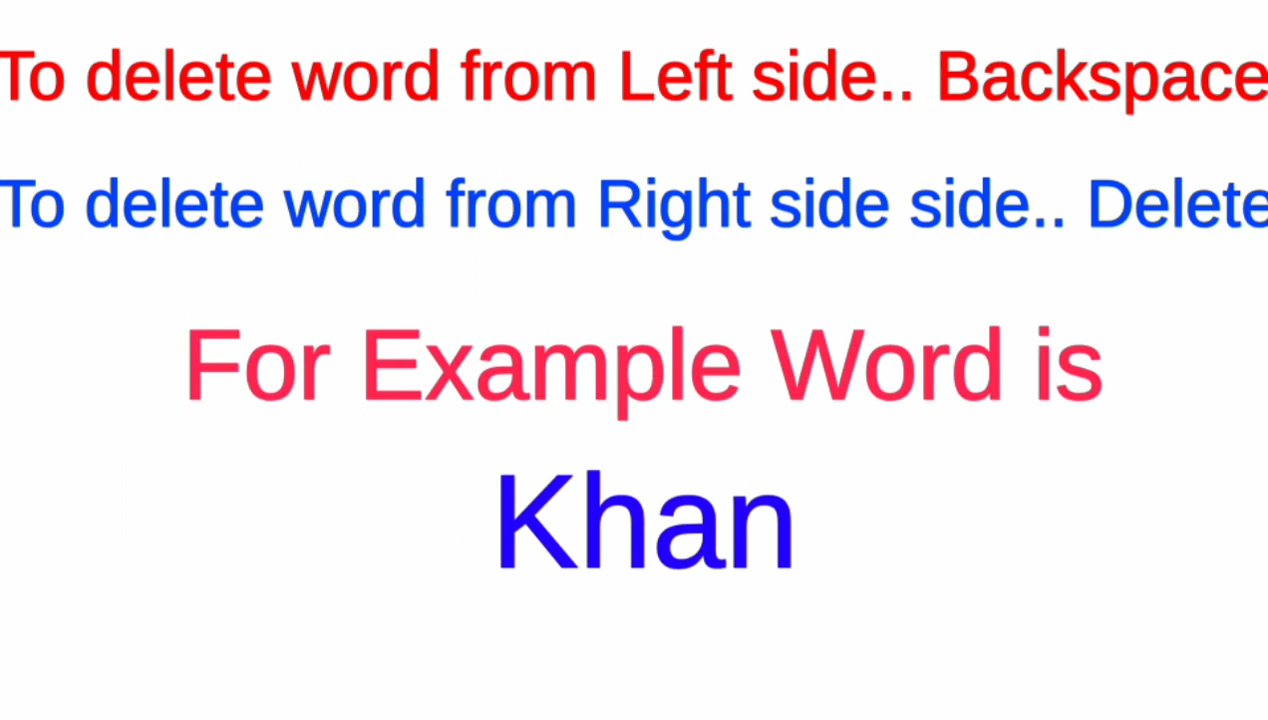 To delete word from Left side.. Backspace
To delete word from Right side side.. Delete
For Example Word is
Khan